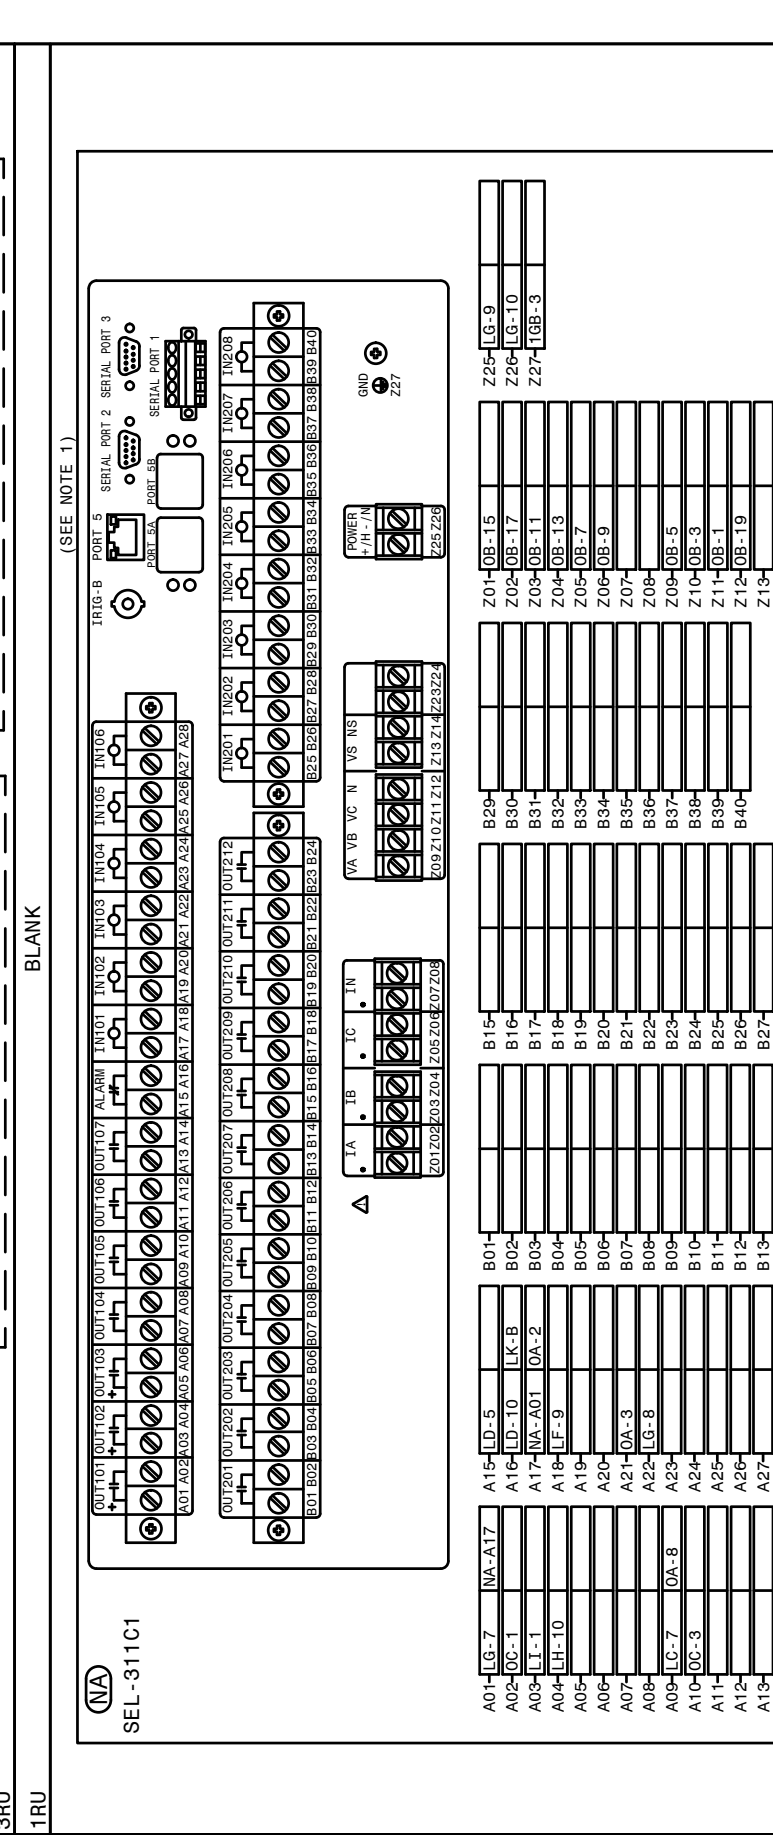 3RU
1RU
BLANK
(SEE NOTE 1)
NA
SEL-311C1
OUT101 OUT102 OUT103 OUT104 OUT105 OUT106 OUT107 ALARM IN101 IN102 IN103 IN104 IN105 IN106
+ + +
A01 A02 A03 A04 A05 A06 A07 A08 A09 A10 A11 A12 A13 A14 A15 A16 A17 A18 A19 A20 A21 A22 A23 A24 A25 A26 A27 A28
IRIG-B PORT 5 SERIAL PORT 2 SERIAL PORT 3
PORT 5A PORT 5B SERIAL PORT 1
OUT201 OUT202 OUT203 OUT204 OUT205 OUT206 OUT207 OUT208 OUT209 OUT210 OUT211 OUT212 IN201 IN202 IN203 IN204 IN205 IN206 IN207 IN208
B01 B02 B03 B04 B05 B06 B07 B08 B09 B10 B11 B12 B13 B14 B15 B16 B17 B18 B19 B20 B21 B22 B23 B24 B25 B26 B27 B28 B29 B30 B31 B32 B33 B34 B35 B36 B37 B38 B39 B40
IA IB IC IN VA VB VC N VS NS POWER GND
+/H -/N
Z27
Z01 Z02 Z03 Z04 Z05 Z06 Z07 Z08 Z09 Z10 Z11 Z12 Z13 Z14 Z23 Z24 Z25 Z26
A01 LG-7 NA-A17
A02 OC-1
A03 LI-1
A04 LH-10
A05
A06
A07
A08
A09 LC-7 OA-8
A10 OC-3
A11
A12
A13
A15 LD-5
A16 LD-10 LK-B
A17 NA-A01 OA-2
A18 LF-9
A19
A20
A21 OA-3
A22 LG-8
A23
A24
A25
A26
A27
B01
B02
B03
B04
B05
B06
B07
B08
B09
B10
B11
B12
B13
B15
B16
B17
B18
B19
B20
B21
B22
B23
B24
B25
B26
B27
B29
B30
B31
B32
B33
B34
B35
B36
B37
B38
B39
B40
Z01 OB-15
Z02 OB-17
Z03 OB-11
Z04 OB-13
Z05 OB-7
Z06 OB-9
Z07
Z08
Z09 OB-5
Z10 OB-3
Z11 OB-1
Z12 OB-19
Z13
Z25 LG-9
Z26 LG-10
Z27 1GB-3